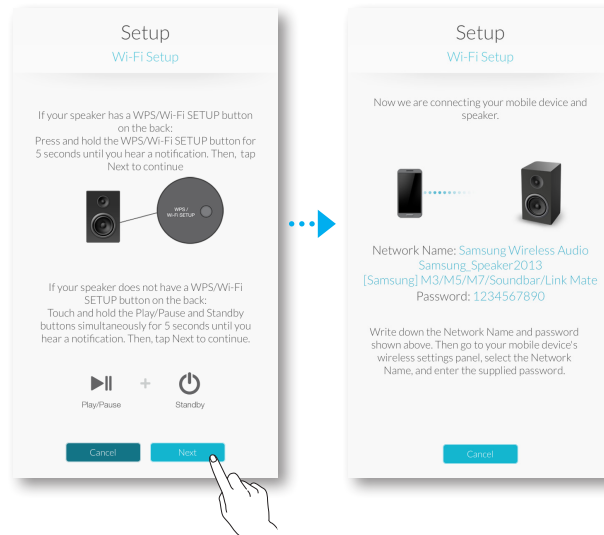 Setup
Wi-Fi Setup
If your speaker has a WPS/Wi-Fi SETUP button
on the back:
Press and hold the WPS/Wi-Fi SETUP button for
5 seconds until you hear a notification. Then, tap
Next to continue
WPS /
Wi-Fi SETUP
If your speaker does not have a WPS/Wi-Fi
SETUP button on the back:
Touch and hold the Play/Pause and Standby
buttons simultaneously for 5 seconds until you
hear a notification. Then, tap Next to continue.
+
Play/Pause
Standby
Cancel
Next
Setup
Wi-Fi Setup
Now we are connecting your mobile device and
speaker.
Network Name: Samsung Wireless Audio
Samsung_Speaker2013
[Samsung] M3/M5/M7/Soundbar/Link Mate
Password: 1234567890
Write down the Network Name and password
shown above. Then go to your mobile device's
wireless settings panel, select the Network
Name, and enter the supplied password.
Cancel